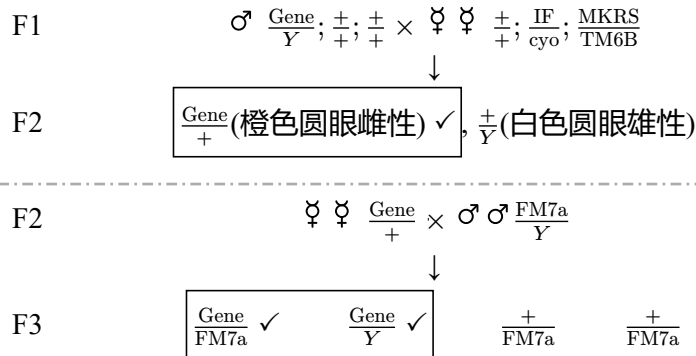 F1 ♂ Gene/Y; +/+; +/+ × ☿ ☿ +/+; IF/cyo; MKRS/TM6B
↓
F2 Gene/+(橙色圆眼雌性) ✓, +/Y(白色圆眼雄性)
F2 ☿ ☿ Gene/+ × ♂ ♂ FM7a/Y
↓
F3 Gene/FM7a ✓ Gene/Y ✓ +/FM7a +/FM7a